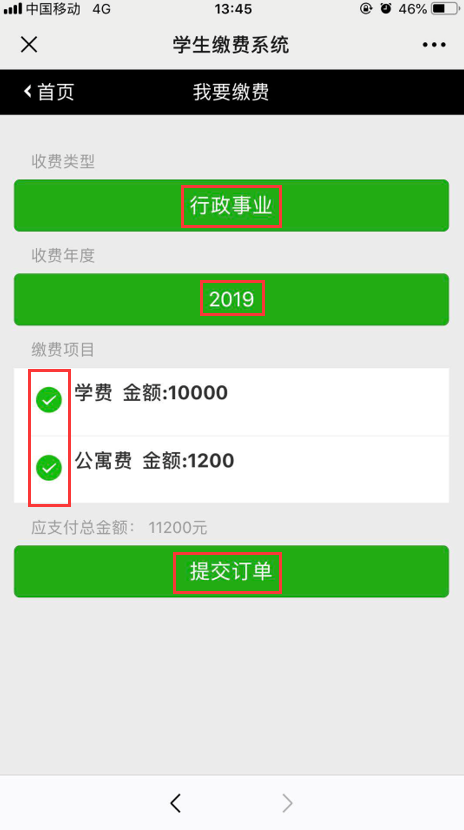 中国移动 4G 13:45 46%
学生缴费系统
首页 我要缴费
收费类型
行政事业
收费年度
2019
缴费项目
学费 金额:10000
公寓费 金额:1200
应支付总金额： 11200元
提交订单